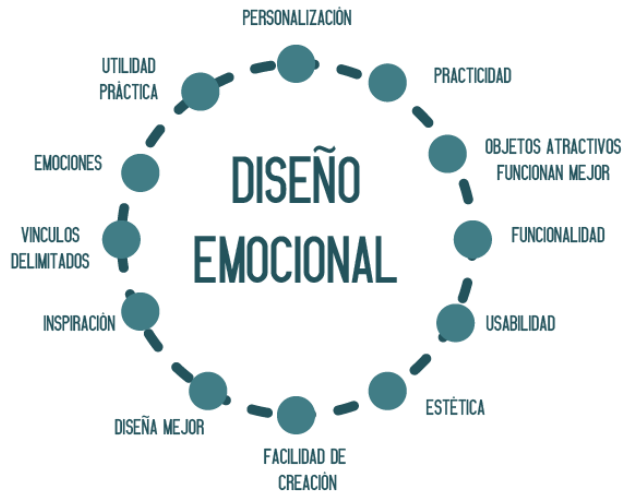 PERSONALIZACIÓN
PRACTICIDAD
OBJETOS ATRACTIVOS
FUNCIONAN MEJOR
FUNCIONALIDAD
USABILIDAD
ESTÉTICA
FACILIDAD DE
CREACIÓN
DISEÑA MEJOR
INSPIRACIÓN
VINCULOS
DELIMITADOS
EMOCIONES
UTILIDAD
PRÁCTICA
DISEÑO
EMOCIONAL